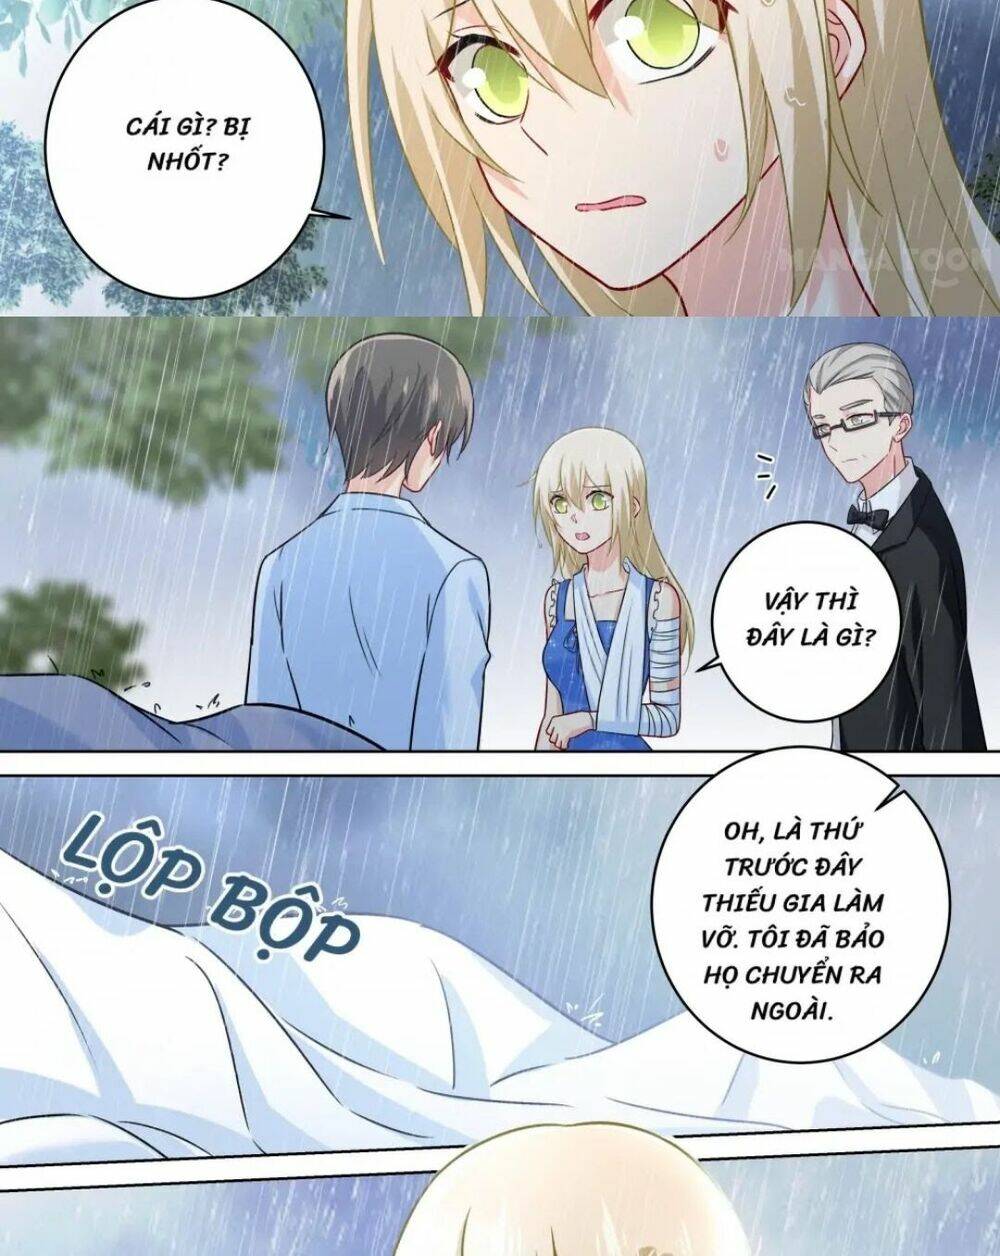 CÁI GÌ? BỊ
NHỐT?
MANGATOON
VẬY THÌ
ĐÂY LÀ GÌ?
OH, LÀ THỨ
TRƯỚC ĐÂY
THIẾU GIA LÀM
VỠ. TÔI ĐÃ BẢO
HỌ CHUYỂN RA
NGOÀI.
LỘP BỘP